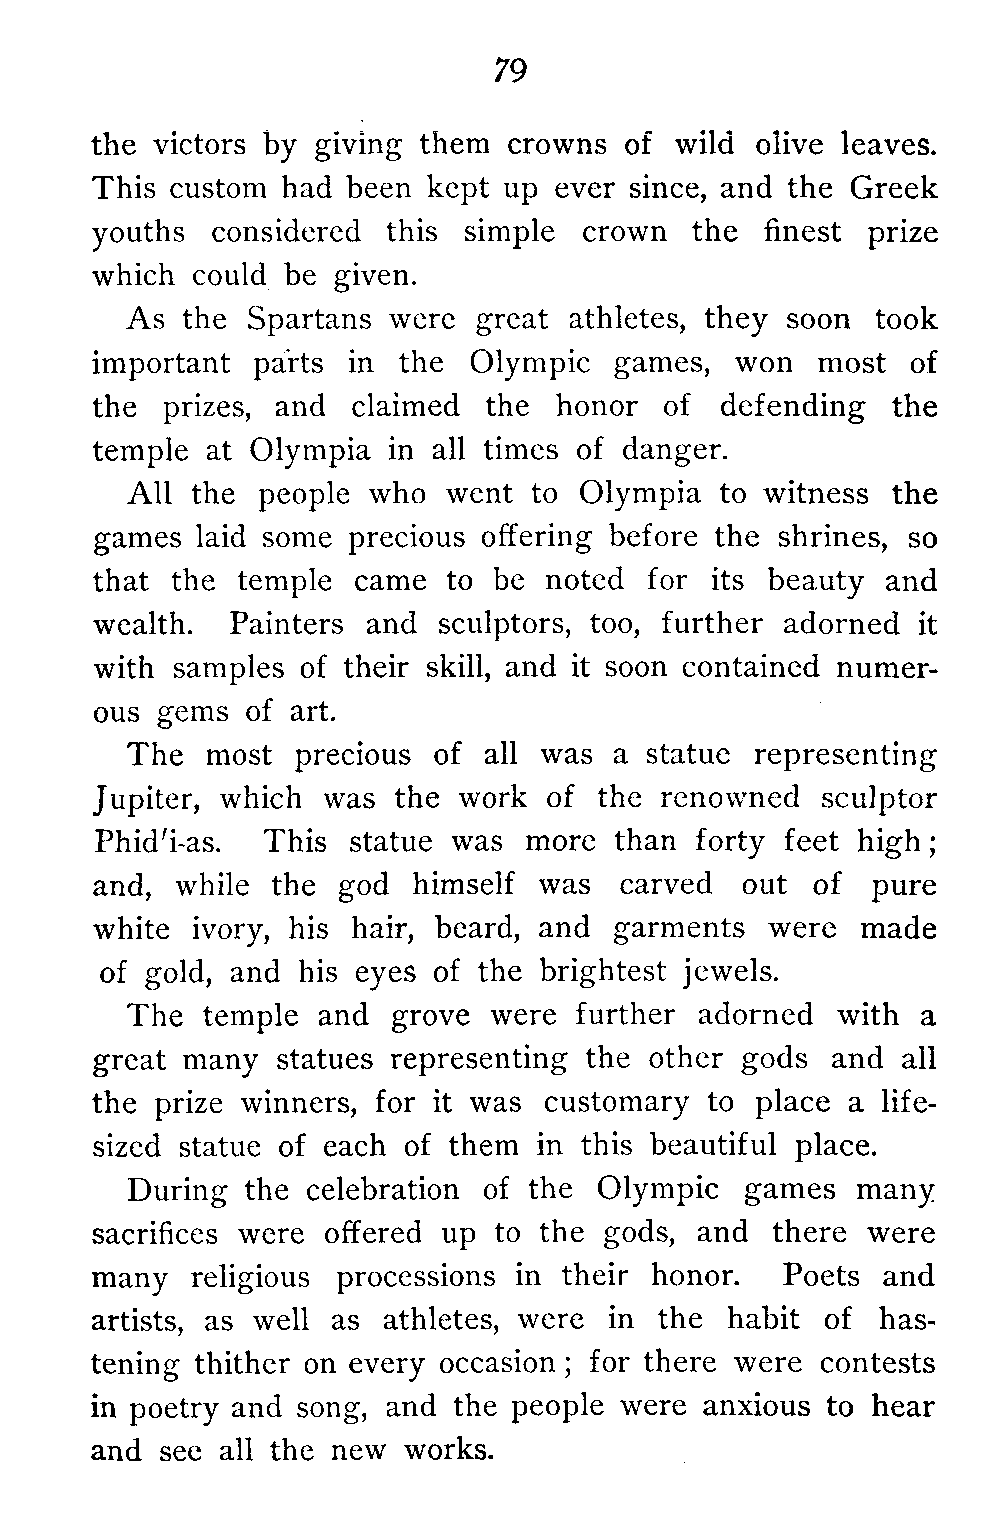 79
the victors by giving them crowns of wild olive leaves.
This custom had been kept up ever since, and the Greek
youths considered this simple crown the finest prize
which could be given.
As the Spartans were great athletes, they soon took
important parts in the Olympic games, won most of
the prizes, and claimed the honor of defending the
temple at Olympia in all times of danger.
All the people who went to Olympia to witness the
games laid some precious offering before the shrines, so
that the temple came to be noted for its beauty and
wealth. Painters and sculptors, too, further adorned it
with samples of their skill, and it soon contained numer-
ous gems of art.
The most precious of all was a statue representing
Jupiter, which was the work of the renowned sculptor
Phid'i-as. This statue was more than forty feet high;
and, while the god himself was carved out of pure
white ivory, his hair, beard, and garments were made
of gold, and his eyes of the brightest jewels.
The temple and grove were further adorned with a
great many statues representing the other gods and all
the prize winners, for it was customary to place a life-
sized statue of each of them in this beautiful place.
During the celebration of the Olympic games many
sacrifices were offered up to the gods, and there were
many religious processions in their honor. Poets and
artists, as well as athletes, were in the habit of has-
tening thither on every occasion; for there were contests
in poetry and song, and the people were anxious to hear
and see all the new works.